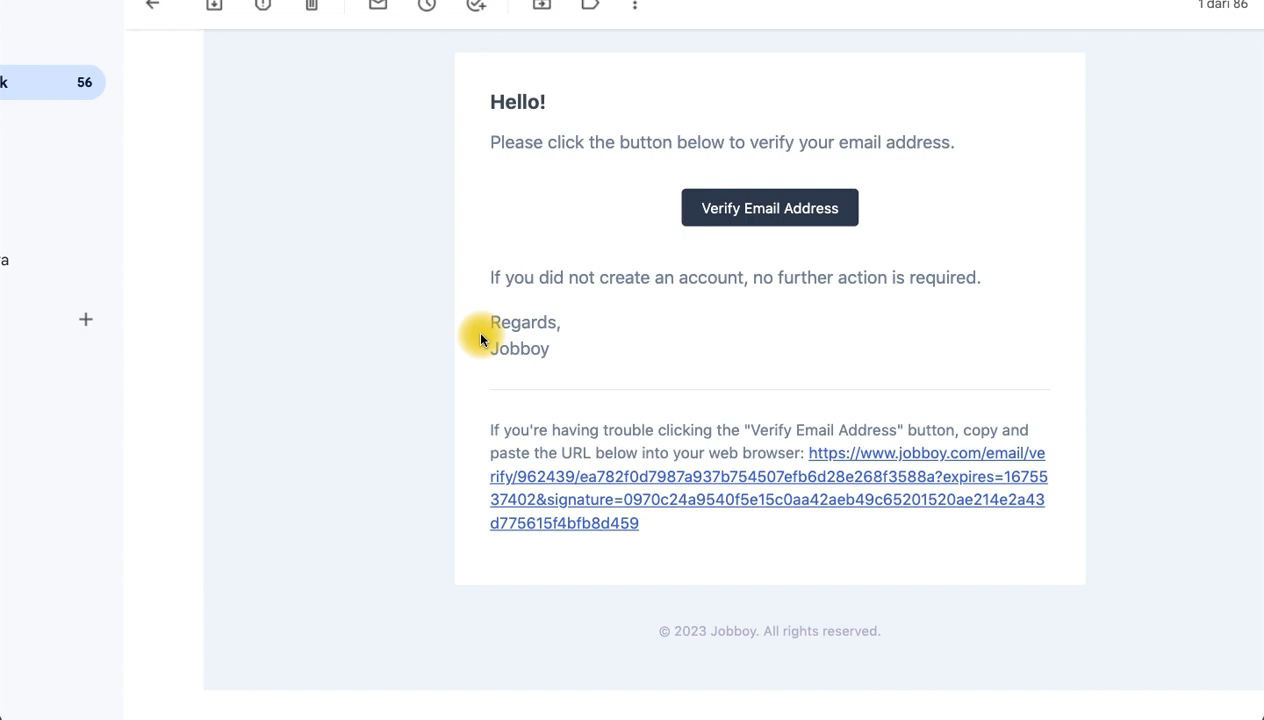 1 dari 86
k 56
Hello!
Please click the button below to verify your email address.
Verify Email Address
a
If you did not create an account, no further action is required.
Regards,
Jobboy
If you're having trouble clicking the "Verify Email Address" button, copy and
paste the URL below into your web browser: https://www.jobboy.com/email/ve
rify/962439/ea782f0d7987a937b754507efb6d28e268f3588a?expires=16755
37402&signature=0970c24a9540f5e15c0aa42aeb49c65201520ae214e2a43
d775615f4bfb8d459
© 2023 Jobboy. All rights reserved.